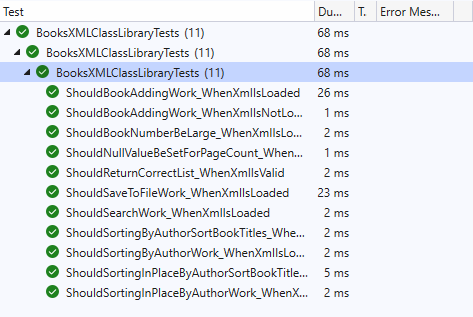 Test Du... T. Error Mes...
BooksXMLClassLibraryTests (11) 68 ms
BooksXMLClassLibraryTests (11) 68 ms
BooksXMLClassLibraryTests (11) 68 ms
ShouldBookAddingWork_WhenXmlIsLoaded 26 ms
ShouldBookAddingWork_WhenXmlIsNotLo... 1 ms
ShouldBookNumberBeLarge_WhenXmlIsLo... 2 ms
ShouldNullValueBeSetForPageCount_When... 1 ms
ShouldReturnCorrectList_WhenXmlIsValid 2 ms
ShouldSaveToFileWork_WhenXmlIsLoaded 23 ms
ShouldSearchWork_WhenXmlIsLoaded 2 ms
ShouldSortingByAuthorSortBookTitles_Whe... 2 ms
ShouldSortingByAuthorWork_WhenXmlIsLo... 2 ms
ShouldSortingInPlaceByAuthorSortBookTitle... 5 ms
ShouldSortingInPlaceByAuthorWork_WhenX... 2 ms